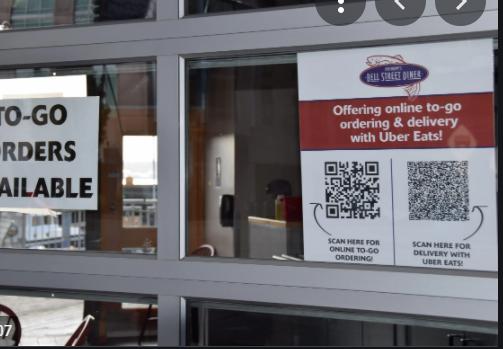 TO-GO
ORDERS
AILABLE
BELL STREET DINER
Offering online to-go
ordering & delivery
with Uber Eats!
SCAN HERE FOR
ONLINE TO-GO
ORDERING!
SCAN HERE FOR
DELIVERY WITH
UBER EATS!
07